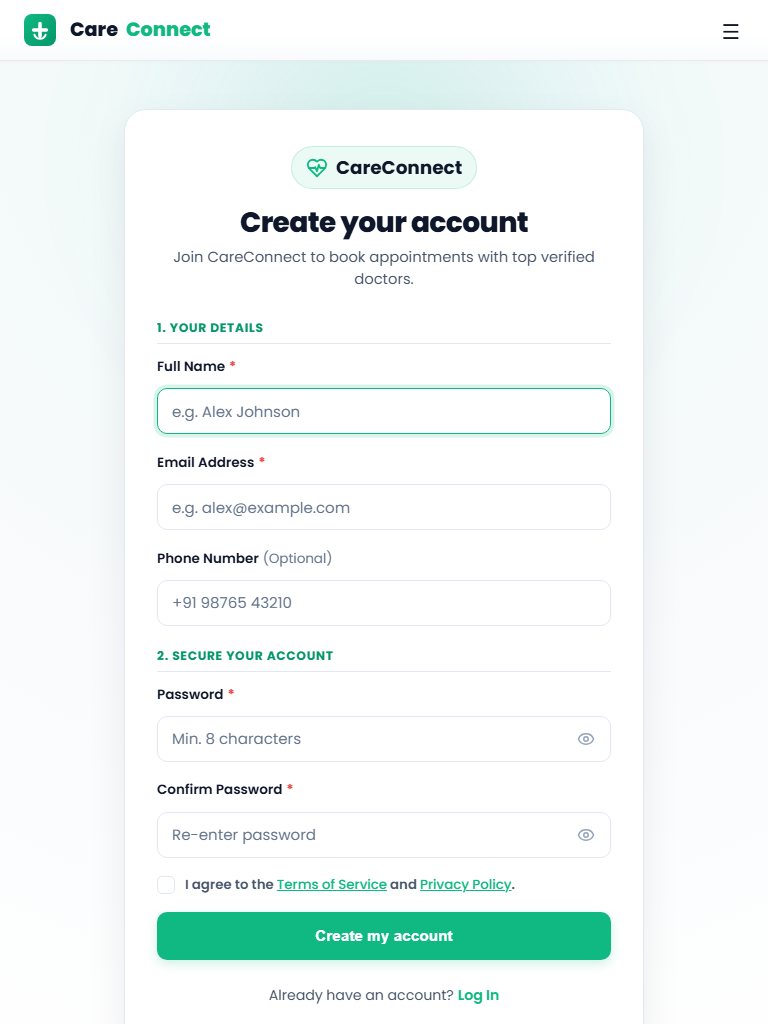 Care Connect
CareConnect
Create your account
Join CareConnect to book appointments with top verified
doctors.
1. YOUR DETAILS
Full Name *
e.g. Alex Johnson
Email Address *
e.g. alex@example.com
Phone Number (Optional)
+91 98765 43210
2. SECURE YOUR ACCOUNT
Password *
Min. 8 characters
Confirm Password *
Re-enter password
I agree to the Terms of Service and Privacy Policy.
Create my account
Already have an account? Log In